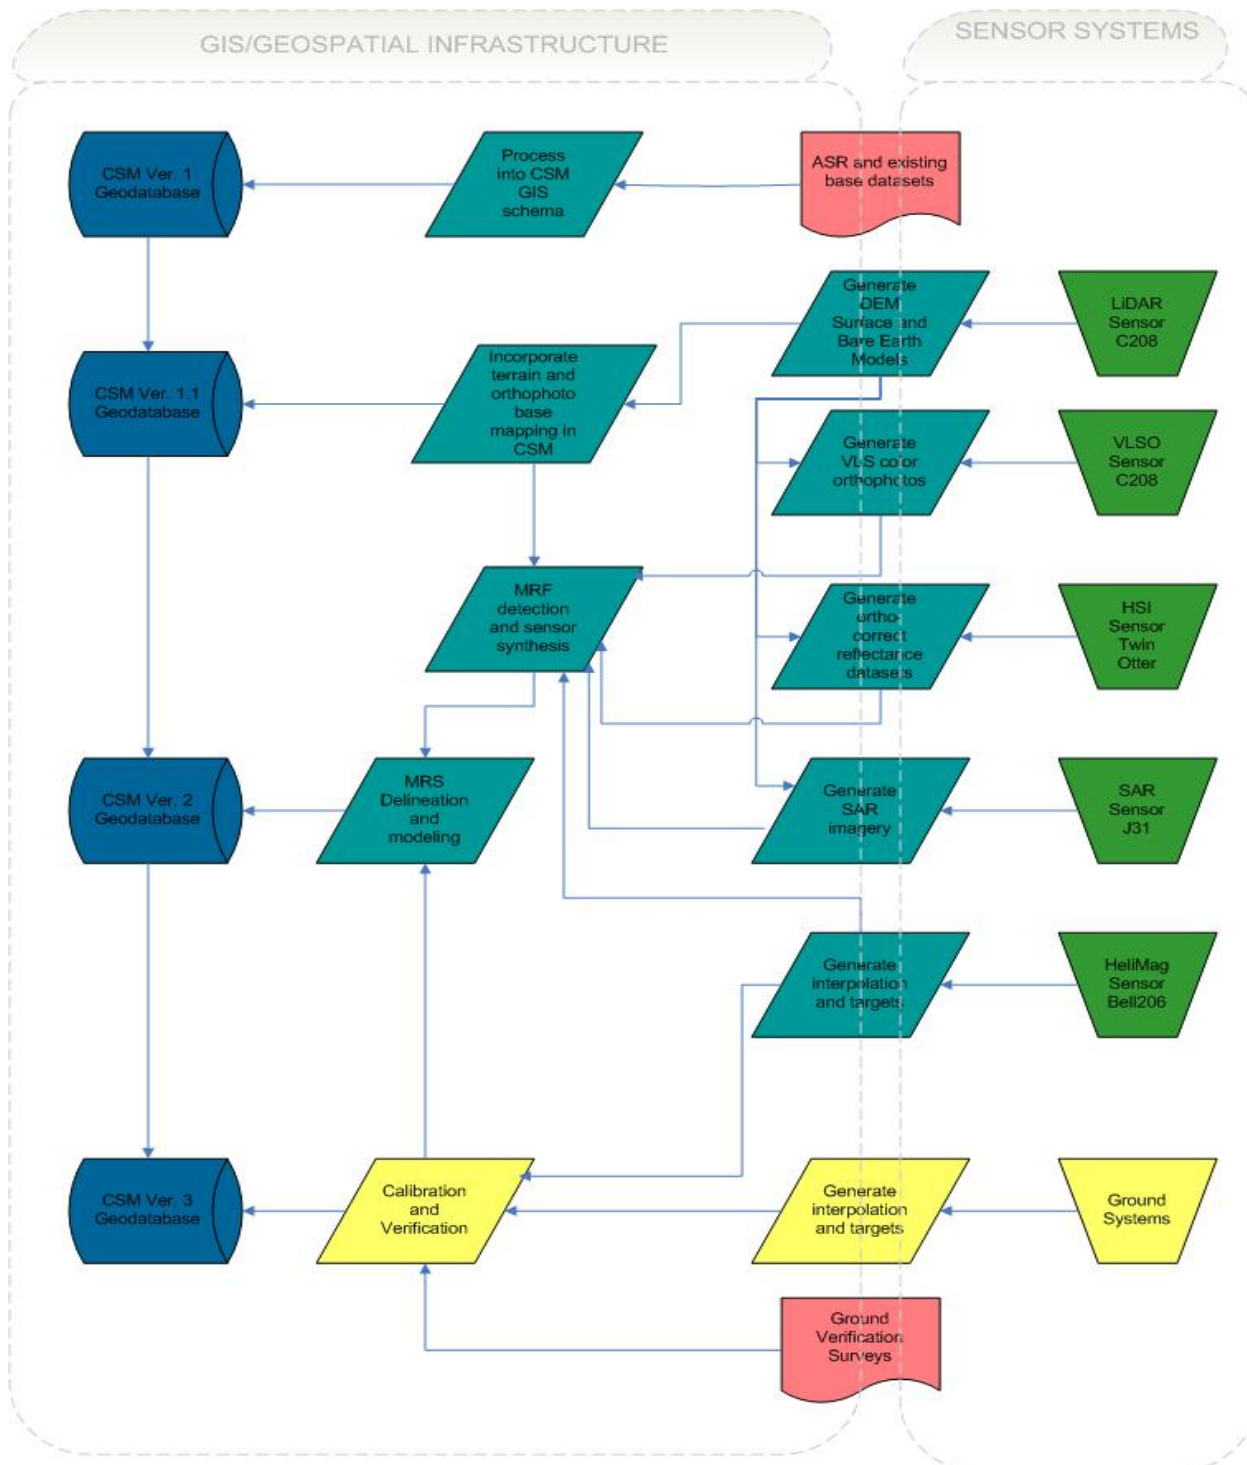 GIS/GEOSPATIAL INFRASTRUCTURE
SENSOR SYSTEMS
CSM Ver. 1
Geodatabase
Process
into CSM
GIS
schema
ASR and existing
base datasets
Generate
DEM
Surface and
Bare Earth
Models
LiDAR
Sensor
C208
CSM Ver. 1.1
Geodatabase
Incorporate
terrain and
orthophoto
base
mapping in
CSM
Generate
VLS color
orthophotos
VLSO
Sensor
C208
MRF
detection
and sensor
synthesis
Generate
ortho-
correct
reflectance
datasets
HSI
Sensor
Twin
Otter
CSM Ver. 2
Geodatabase
MRS
Delineation
and
modeling
Generate
SAR
imagery
SAR
Sensor
J31
Generate
interpolation
and targets
HeliMag
Sensor
Bell206
CSM Ver. 3
Geodatabase
Calibration
and
Verification
Generate
interpolation
and targets
Ground
Systems
Ground
Verification
Surveys